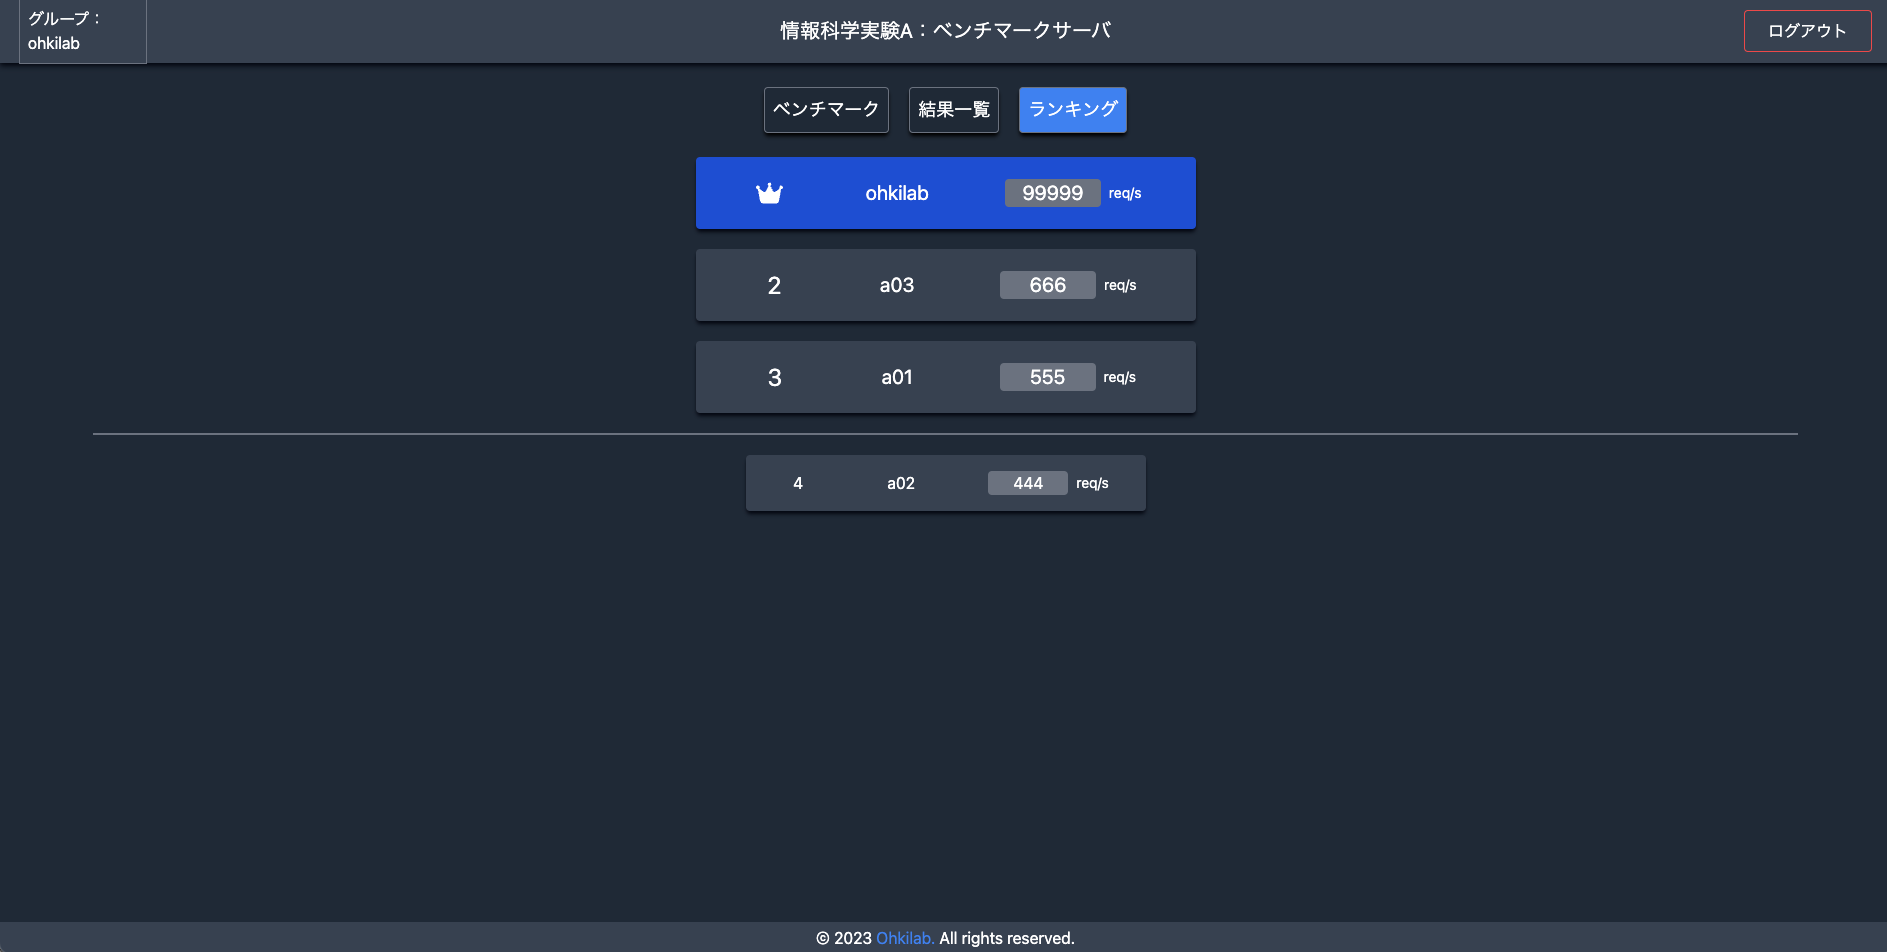 グループ：
ohkilab
情報科学実験A：ベンチマークサーバ
ログアウト
ベンチマーク 結果一覧 ランキング
ohkilab 99999 req/s
2 a03 666 req/s
3 a01 555 req/s
4 a02 444 req/s
© 2023 Ohkilab. All rights reserved.